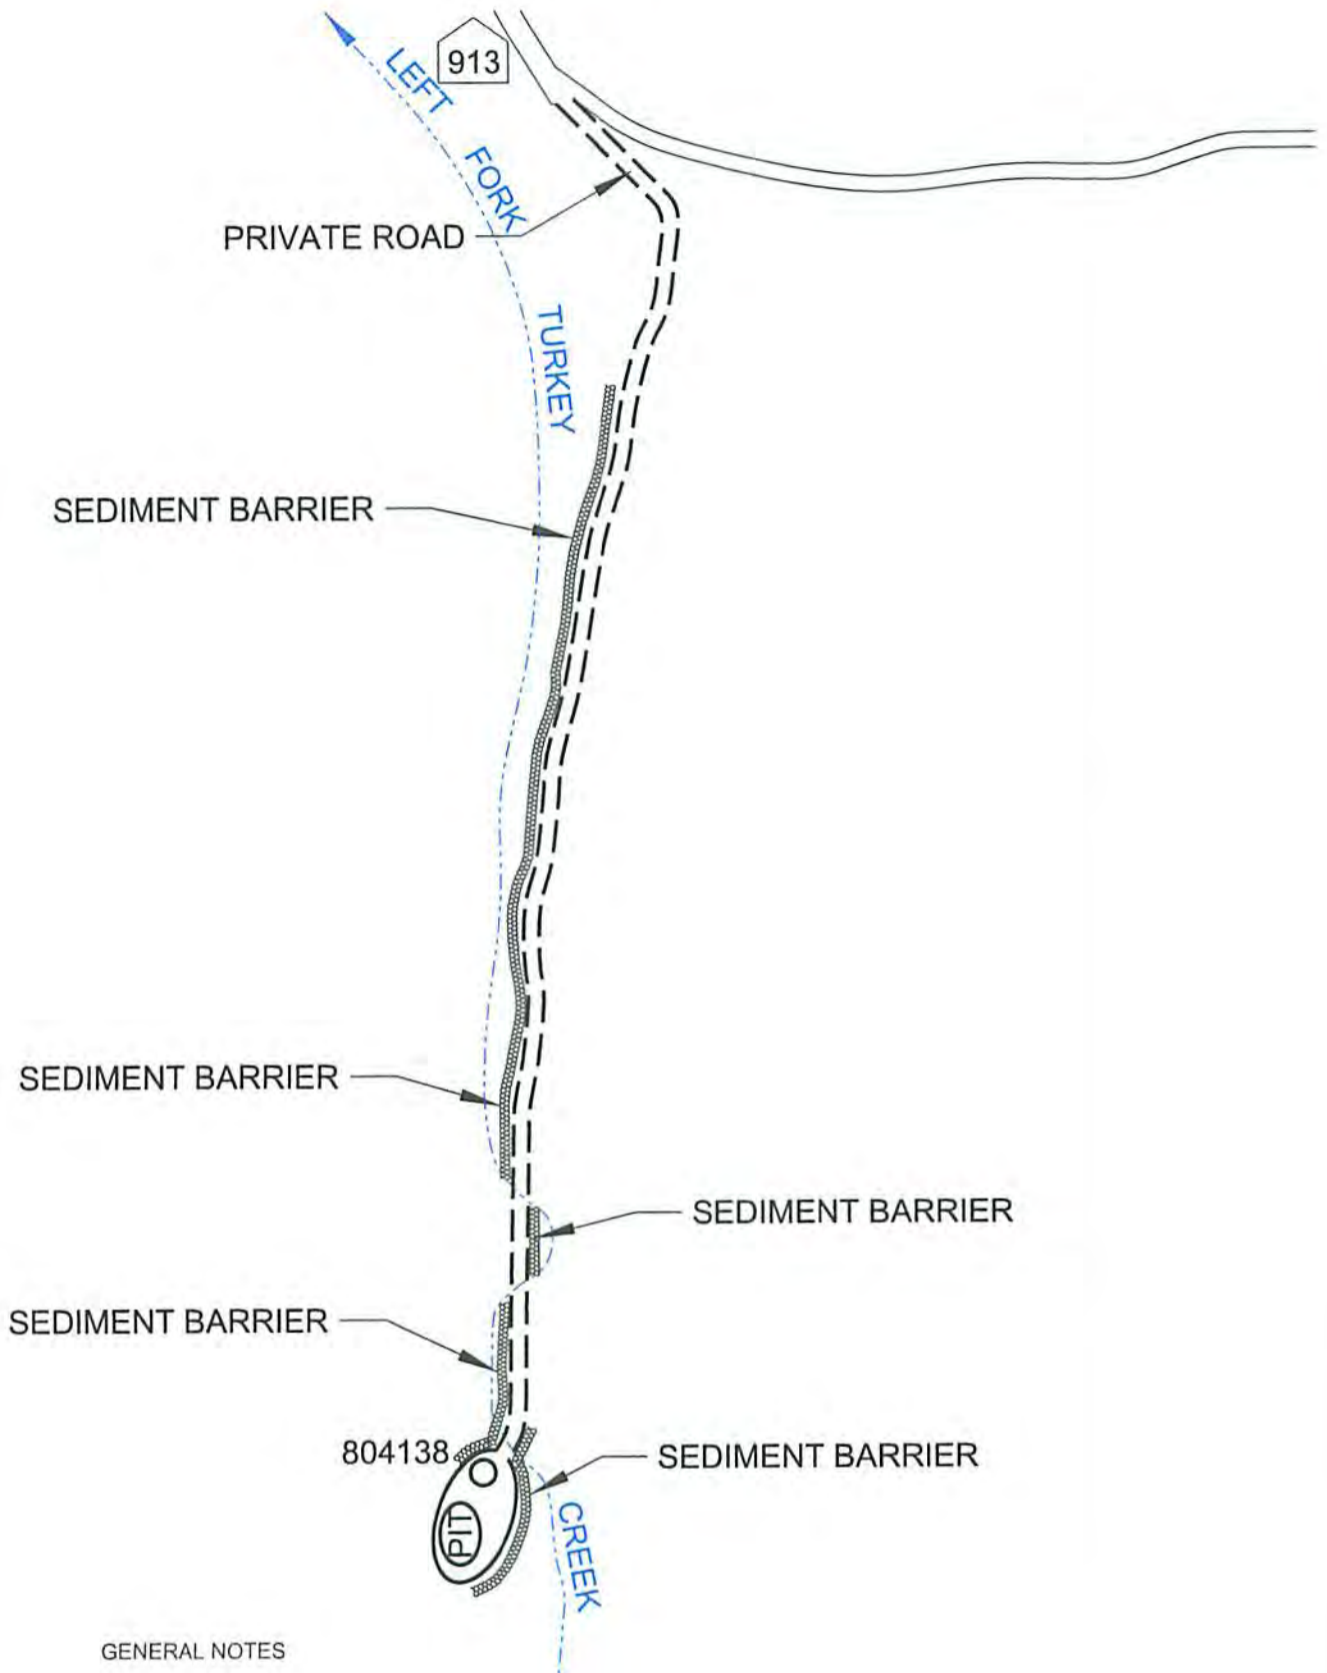 913
LEFT
FORK
PRIVATE ROAD
TURKEY
SEDIMENT BARRIER
SEDIMENT BARRIER
SEDIMENT BARRIER
SEDIMENT BARRIER
804138
SEDIMENT BARRIER
PIT
CREEK
GENERAL NOTES